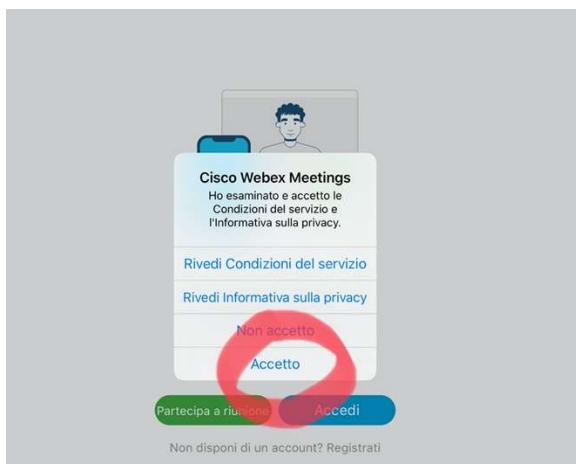 Cisco Webex Meetings
Ho esaminato e accetto le
Condizioni del servizio e
l'Informativa sulla privacy.
Rivedi Condizioni del servizio
Rivedi Informativa sulla privacy
Non accetto
Accetto
Partecipa a riunione
Accedi
Non disponi di un account? Registrati